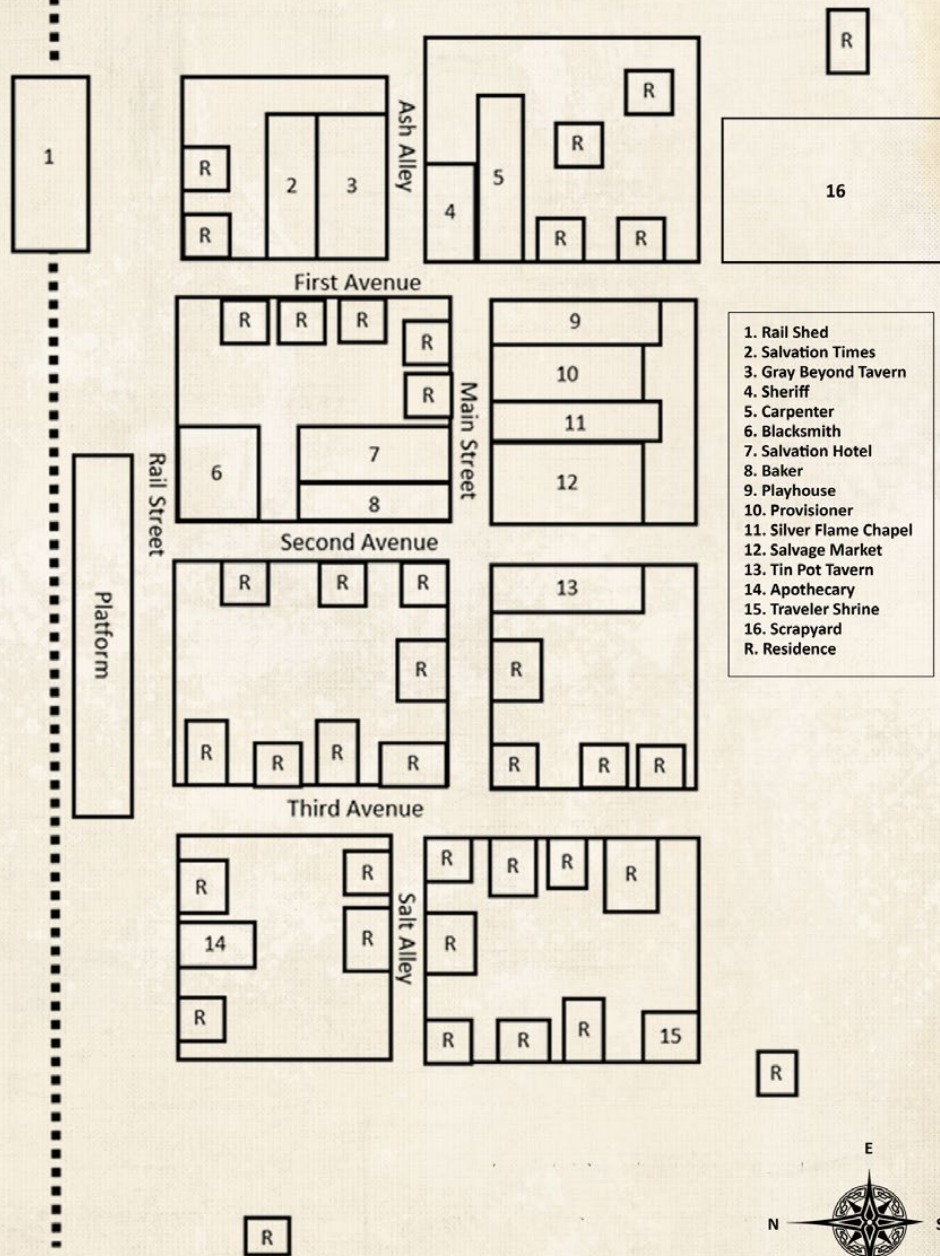 R
1
R
R
2
3
Ash Alley
R
R
4
5
R
R
16
First Avenue
R
R
R
R
R
6
7
8
Rail Street
Main Street
9
10
11
12
1. Rail Shed
2. Salvation Times
3. Gray Beyond Tavern
4. Sheriff
5. Carpenter
6. Blacksmith
7. Salvation Hotel
8. Baker
9. Playhouse
10. Provisioner
11. Silver Flame Chapel
12. Salvage Market
13. Tin Pot Tavern
14. Apothecary
15. Traveler Shrine
16. Scrapyard
R. Residence
Second Avenue
Platform
R
R
R
R
R
R
R
R
13
R
R
R
R
Third Avenue
R
R
14
R
R
Salt Alley
R
R
R
R
R
R
R
R
15
R
R
E
N
S